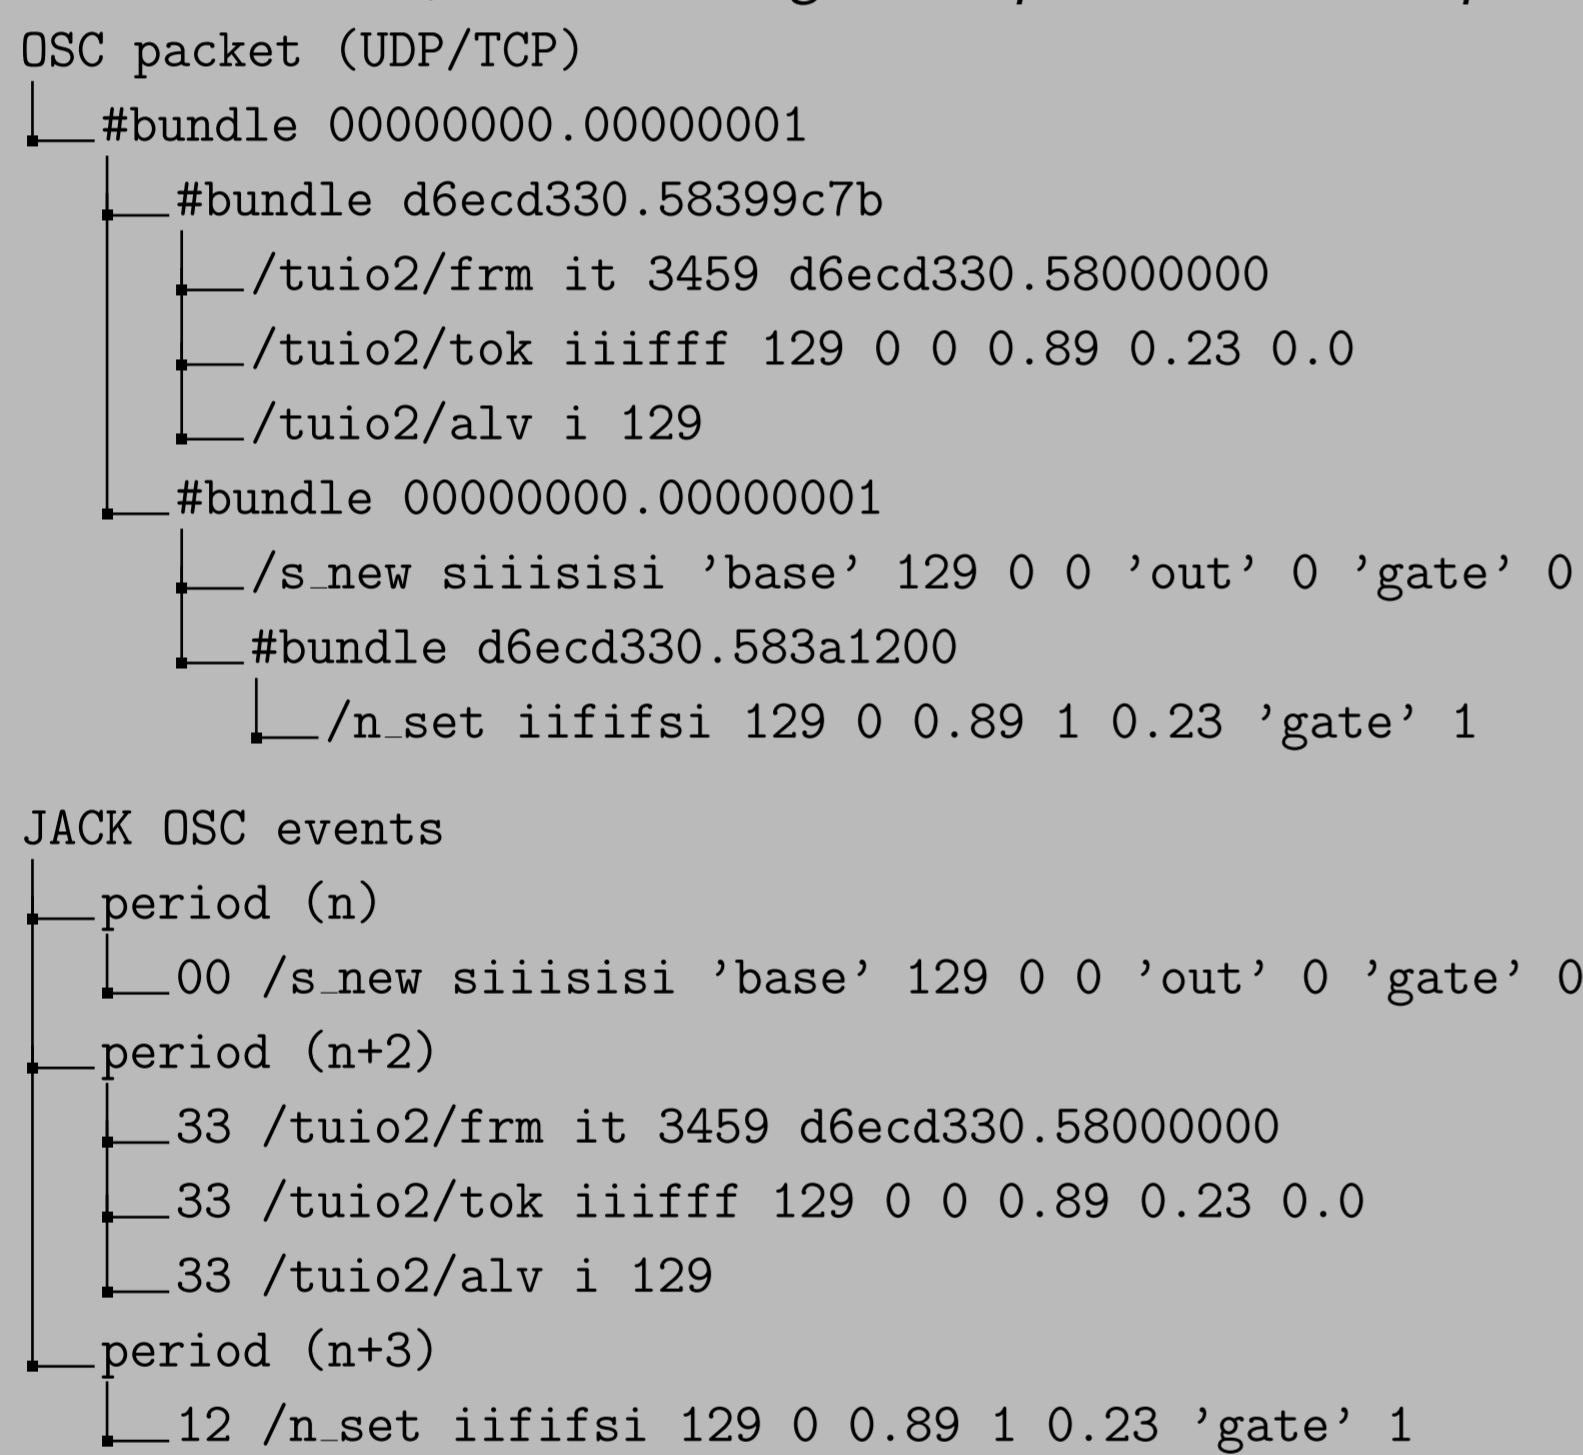 OSC packet (UDP/TCP)
#bundle 00000000.00000001
#bundle d6ecd330.58399c7b
/tuio2/frm it 3459 d6ecd330.58000000
/tuio2/tok iiifff 129 0 0 0.89 0.23 0.0
/tuio2/alv i 129
#bundle 00000000.00000001
/s_new siiisisi ’base’ 129 0 0 ’out’ 0 ’gate’ 0
#bundle d6ecd330.583a1200
/n_set iififsi 129 0 0.89 1 0.23 ’gate’ 1
JACK OSC events
period (n)
00 /s_new siiisisi ’base’ 129 0 0 ’out’ 0 ’gate’ 0
period (n+2)
33 /tuio2/frm it 3459 d6ecd330.58000000
33 /tuio2/tok iiifff 129 0 0 0.89 0.23 0.0
33 /tuio2/alv i 129
period (n+3)
12 /n_set iififsi 129 0 0.89 1 0.23 ’gate’ 1